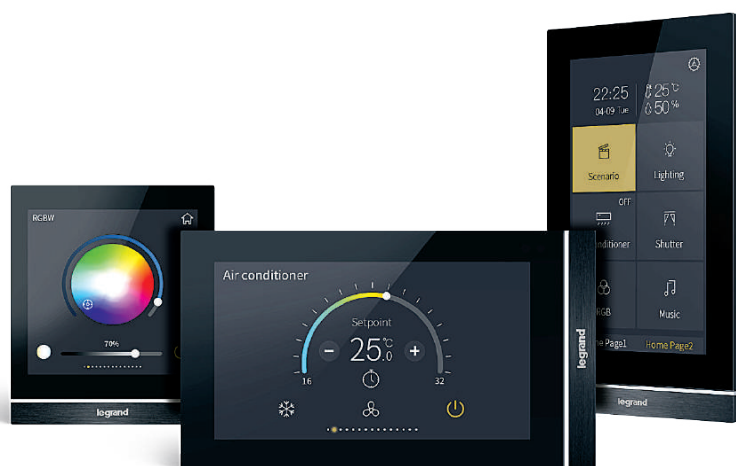 RGBW
70%
legrand
Air conditioner
Setpoint
25.0 °C
16
32
legrand
22:25
04-09 Tue
25 °C
50 %
Scenario
Lighting
OFF
nditioner
Shutter
GB
Music
me Page1
Home Page2
legrand